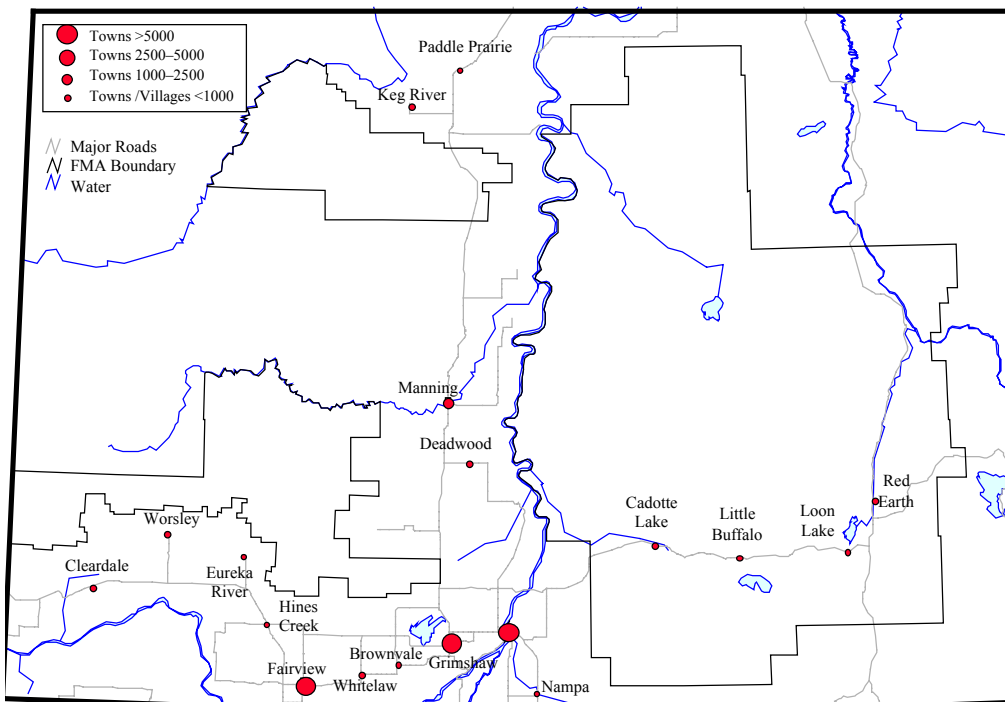 Towns >5000
Towns 2500–5000
Towns 1000–2500
Towns /Villages <1000
Major Roads
FMA Boundary
Water
Paddle Prairie
Keg River
Manning
Deadwood
Cadotte
Lake
Little
Buffalo
Loon
Lake
Red
Earth
Worsley
Cleardale
Eureka
River
Hines
Creek
Fairview
Whitelaw
Brownvale
Grimshaw
Nampa